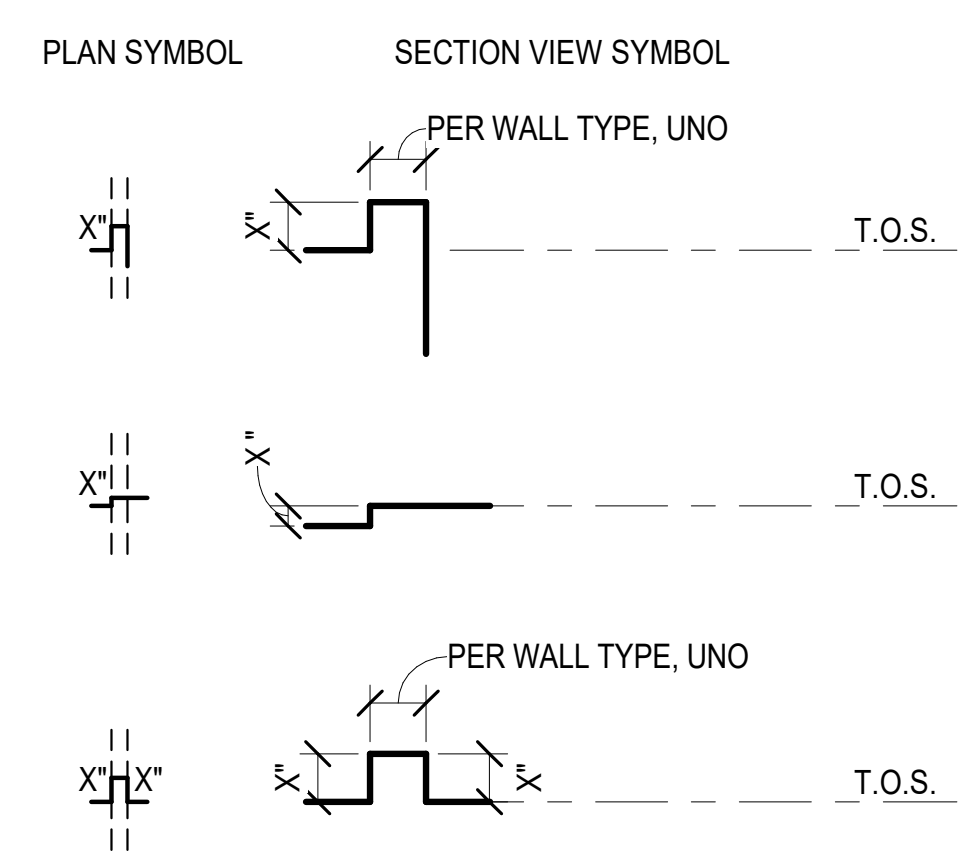 PLAN SYMBOL SECTION VIEW SYMBOL
PER WALL TYPE, UNO
X" X" T.O.S.
X"
X" T.O.S.
PER WALL TYPE, UNO
X" X" X" X" T.O.S.